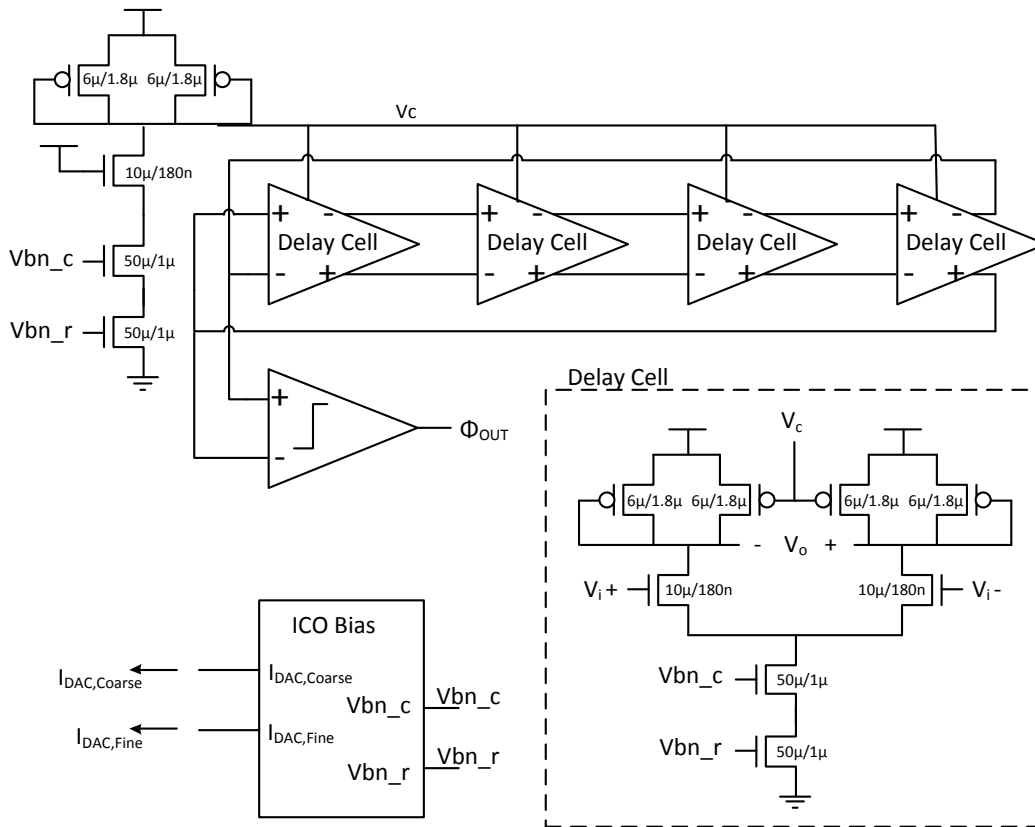 6µ/1.8µ 6µ/1.8µ
Vc
10µ/180n
Vbn_c
50µ/1µ
Vbn_r
50µ/1µ
+ - + - + - + -
Delay Cell Delay Cell Delay Cell Delay Cell
- + - + - + - +
+
-
ΦOUT
Delay Cell
Vc
6µ/1.8µ 6µ/1.8µ 6µ/1.8µ 6µ/1.8µ
- Vo +
Vi+ 10µ/180n 10µ/180n Vi-
Vbn_c 50µ/1µ
Vbn_r 50µ/1µ
ICO Bias
IDAC,Coarse IDAC,Coarse
Vbn_c Vbn_c
IDAC,Fine IDAC,Fine
Vbn_r Vbn_r